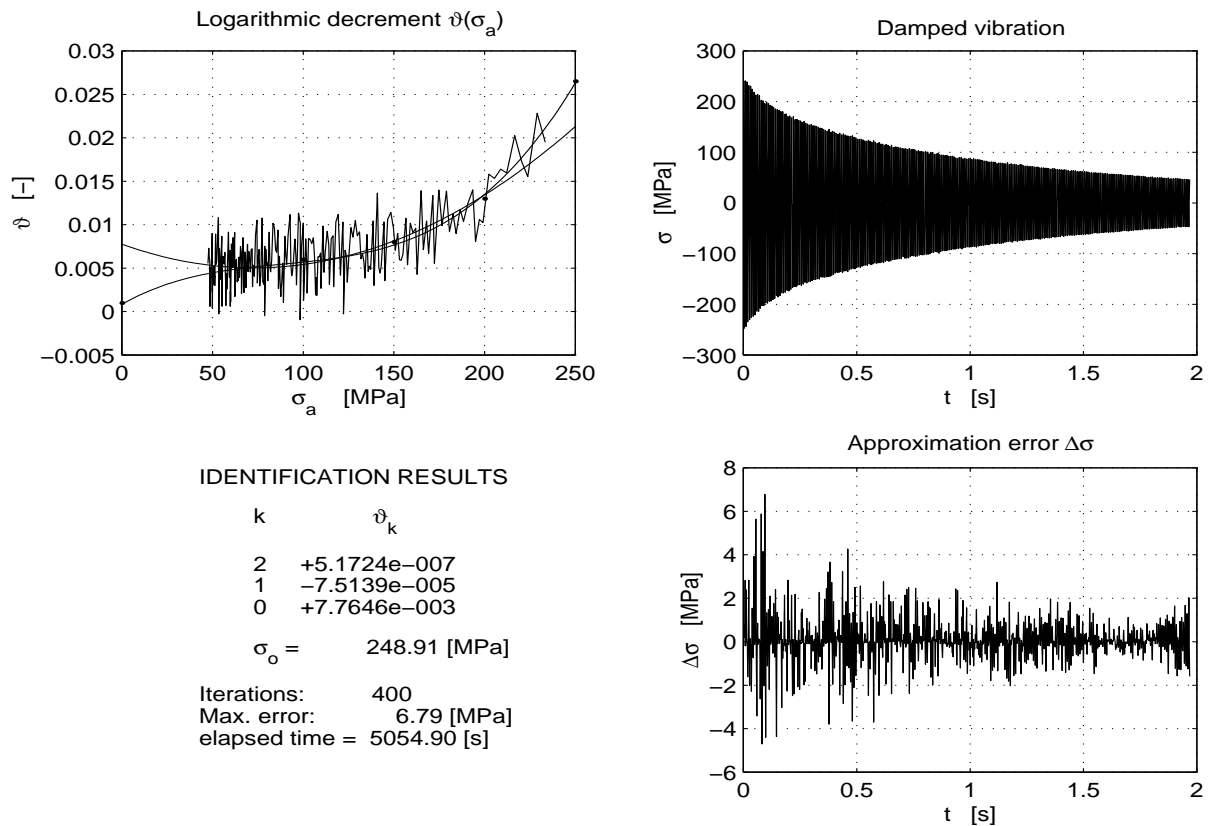 Logarithmic decrement ϑ(σa)
0.03
0.025
0.02
0.015
0.01
0.005
0
−0.005
ϑ [−]
0 50 100 150 200 250
σa [MPa]
Damped vibration
300
200
100
0
−100
−200
−300
σ [MPa]
0 0.5 1 1.5 2
t [s]
IDENTIFICATION RESULTS
k ϑk
2 +5.1724e−007
1 −7.5139e−005
0 +7.7646e−003
σo = 248.91 [MPa]
Iterations: 400
Max. error: 6.79 [MPa]
elapsed time = 5054.90 [s]
Approximation error Δσ
8
6
4
2
0
−2
−4
−6
Δσ [MPa]
0 0.5 1 1.5 2
t [s]